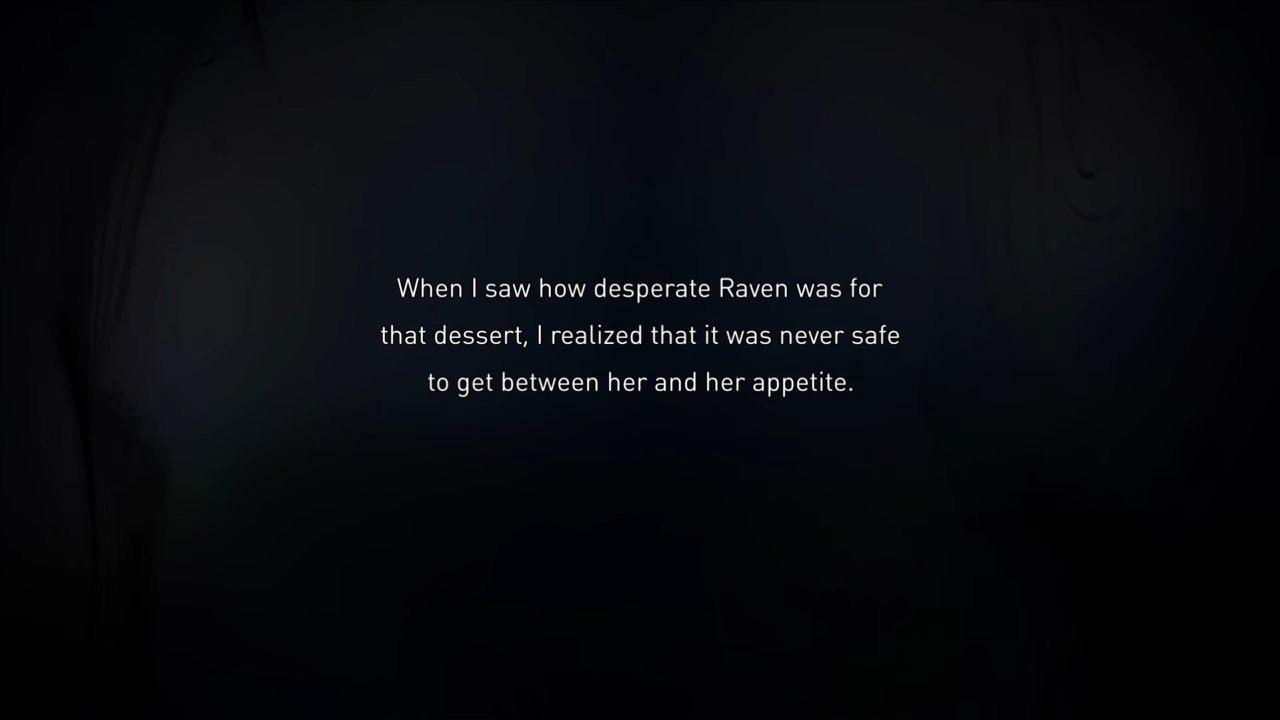 When I saw how desperate Raven was for
that dessert, I realized that it was never safe
to get between her and her appetite.